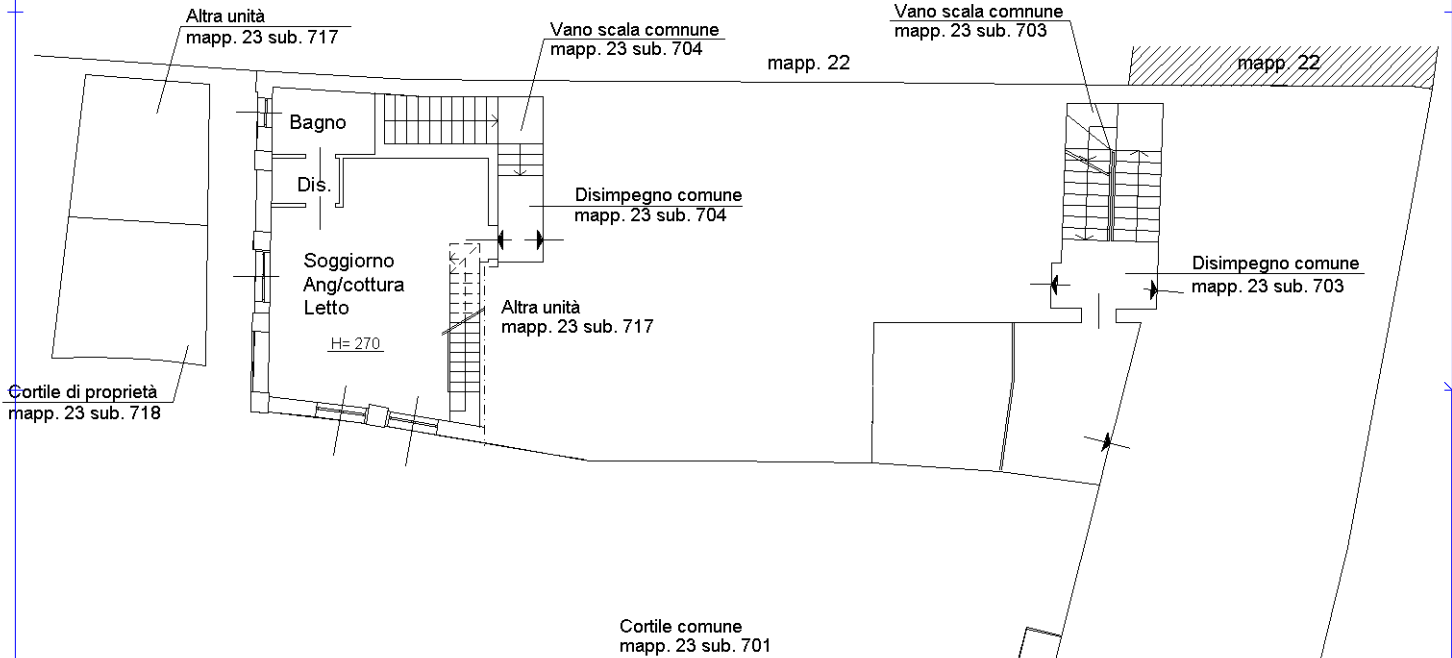 Altra unità
mapp. 23 sub. 717
Vano scala commune
mapp. 23 sub. 704
Vano scala comnune
mapp. 23 sub. 703
mapp. 22
mapp. 22
Bagno
Dis.
Disimpegno comune
mapp. 23 sub. 704
Soggiorno
Ang/cottura
Letto
H= 270
Altra unità
mapp. 23 sub. 717
Disimpegno comune
mapp. 23 sub. 703
Cortile di proprietà
mapp. 23 sub. 718
Cortile comune
mapp. 23 sub. 701